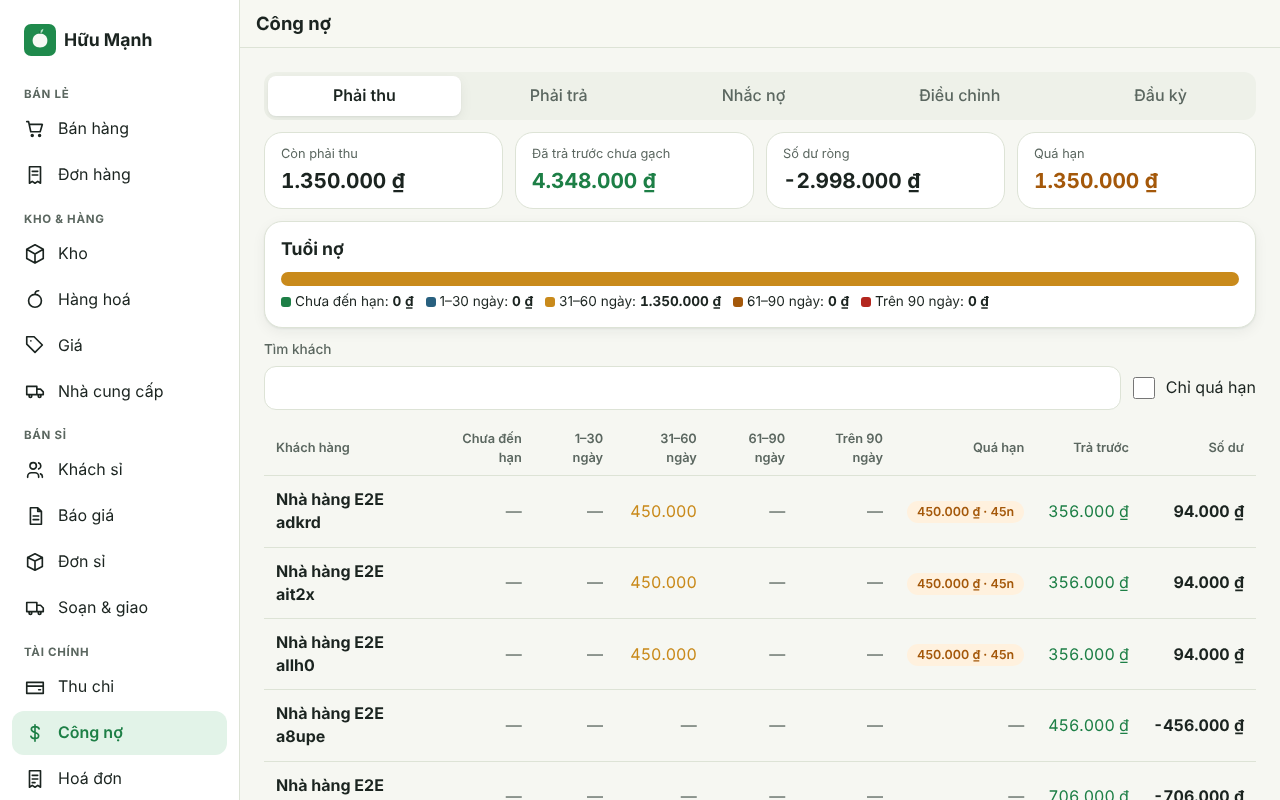 Hữu Mạnh
BÁN LẺ
Bán hàng
Đơn hàng
KHO & HÀNG
Kho
Hàng hoá
Giá
Nhà cung cấp
BÁN SỈ
Khách sỉ
Báo giá
Đơn sỉ
Soạn & giao
TÀI CHÍNH
Thu chi
Công nợ
Hoá đơn
Công nợ
Phải thu
Phải trả
Nhắc nợ
Điều chỉnh
Đầu kỳ
Còn phải thu
1.350.000 ₫
Đã trả trước chưa gạch
4.348.000 ₫
Số dư ròng
-2.998.000 ₫
Quá hạn
1.350.000 ₫
Tuổi nợ
Chưa đến hạn: 0 ₫ 1–30 ngày: 0 ₫ 31–60 ngày: 1.350.000 ₫ 61–90 ngày: 0 ₫ Trên 90 ngày: 0 ₫
Tìm khách
Chỉ quá hạn
Khách hàng
Chưa đến
hạn
1–30
ngày
31–60
ngày
61–90
ngày
Trên 90
ngày
Quá hạn
Trả trước
Số dư
Nhà hàng E2E
adkrd
— — 450.000 — — 450.000 ₫ · 45n 356.000 ₫ 94.000 ₫
Nhà hàng E2E
ait2x
— — 450.000 — — 450.000 ₫ · 45n 356.000 ₫ 94.000 ₫
Nhà hàng E2E
allh0
— — 450.000 — — 450.000 ₫ · 45n 356.000 ₫ 94.000 ₫
Nhà hàng E2E
a8upe
— — — — — — 456.000 ₫ -456.000 ₫
Nhà hàng E2E
— — — — — — 706.000 ₫ -706.000 ₫